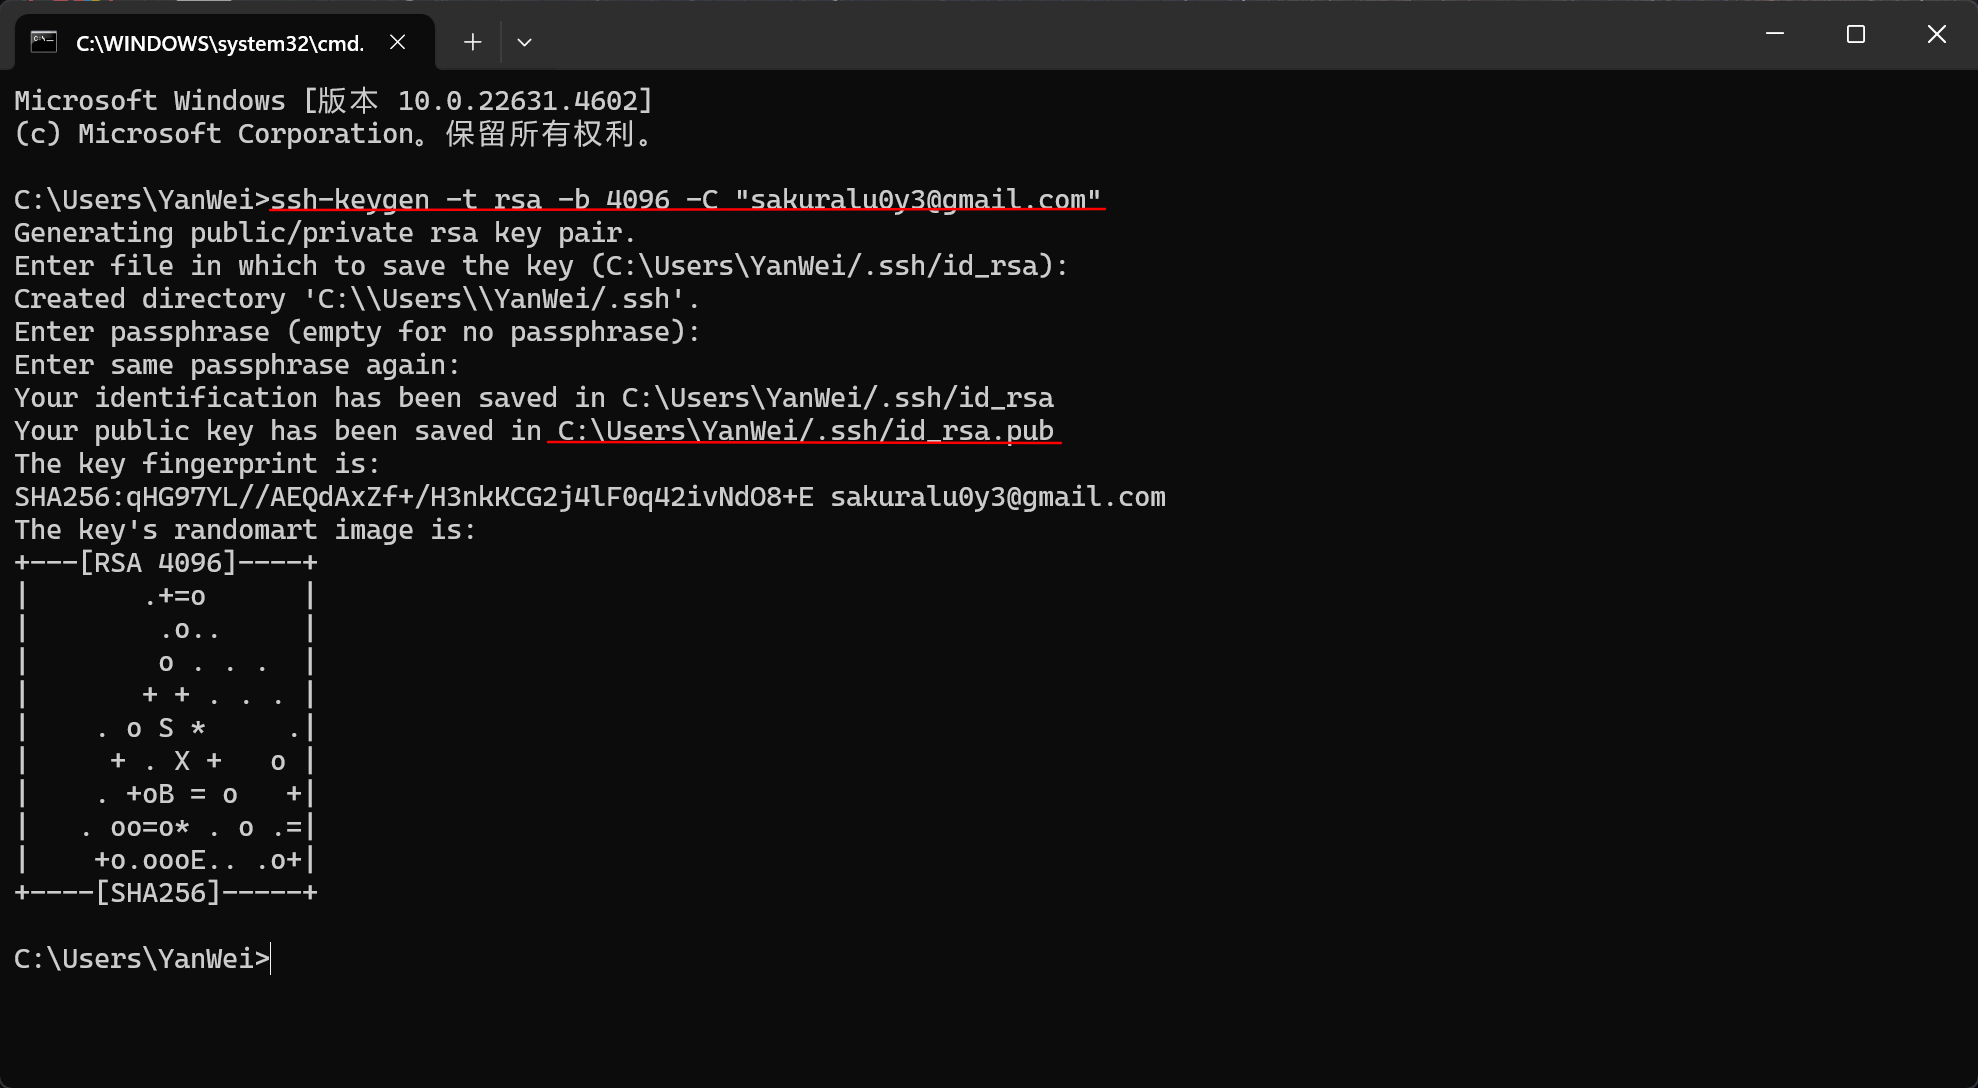 C:\WINDOWS\system32\cmd.
Microsoft Windows [版本 10.0.22631.4602]
(c) Microsoft Corporation。保留所有权利。
C:\Users\YanWei>ssh-keygen -t rsa -b 4096 -C "sakuralu0y3@gmail.com"
Generating public/private rsa key pair.
Enter file in which to save the key (C:\Users\YanWei/.ssh/id_rsa):
Created directory 'C:\\Users\\YanWei/.ssh'.
Enter passphrase (empty for no passphrase):
Enter same passphrase again:
Your identification has been saved in C:\Users\YanWei/.ssh/id_rsa
Your public key has been saved in C:\Users\YanWei/.ssh/id_rsa.pub
The key fingerprint is:
SHA256:qHG97YL//AEQdAxZf+/H3nkKCG2j4lF0q42ivNdO8+E sakuralu0y3@gmail.com
The key's randomart image is:
+---[RSA 4096]----+
|       .+=o      |
|        .o..     |
|        o . . .  |
|       + + . . . |
|    . o S *     .|
|     + . X +   o |
|    . +oB = o   +|
|   . oo=o* . o .=|
|    +o.oooE.. .o+|
+----[SHA256]-----+
C:\Users\YanWei>